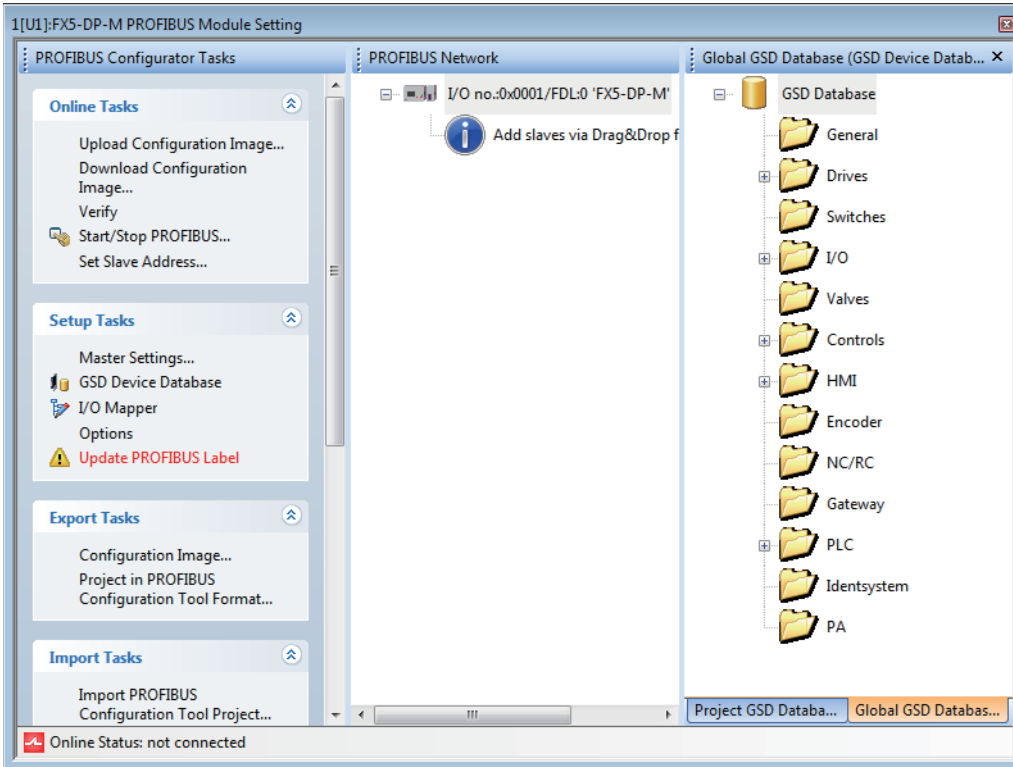 1[U1]:FX5-DP-M PROFIBUS Module Setting
PROFIBUS Configurator Tasks
Online Tasks
Upload Configuration Image...
Download Configuration
Image...
Verify
Start/Stop PROFIBUS...
Set Slave Address...
Setup Tasks
Master Settings...
GSD Device Database
I/O Mapper
Options
Update PROFIBUS Label
Export Tasks
Configuration Image...
Project in PROFIBUS
Configuration Tool Format...
Import Tasks
Import PROFIBUS
Configuration Tool Project...
PROFIBUS Network
I/O no.:0x0001/FDL:0 'FX5-DP-M'
Add slaves via Drag&Drop f
Global GSD Database (GSD Device Datab...
GSD Database
General
Drives
Switches
I/O
Valves
Controls
HMI
Encoder
NC/RC
Gateway
PLC
Identsystem
PA
Project GSD Databa...
Global GSD Databas...
Online Status: not connected